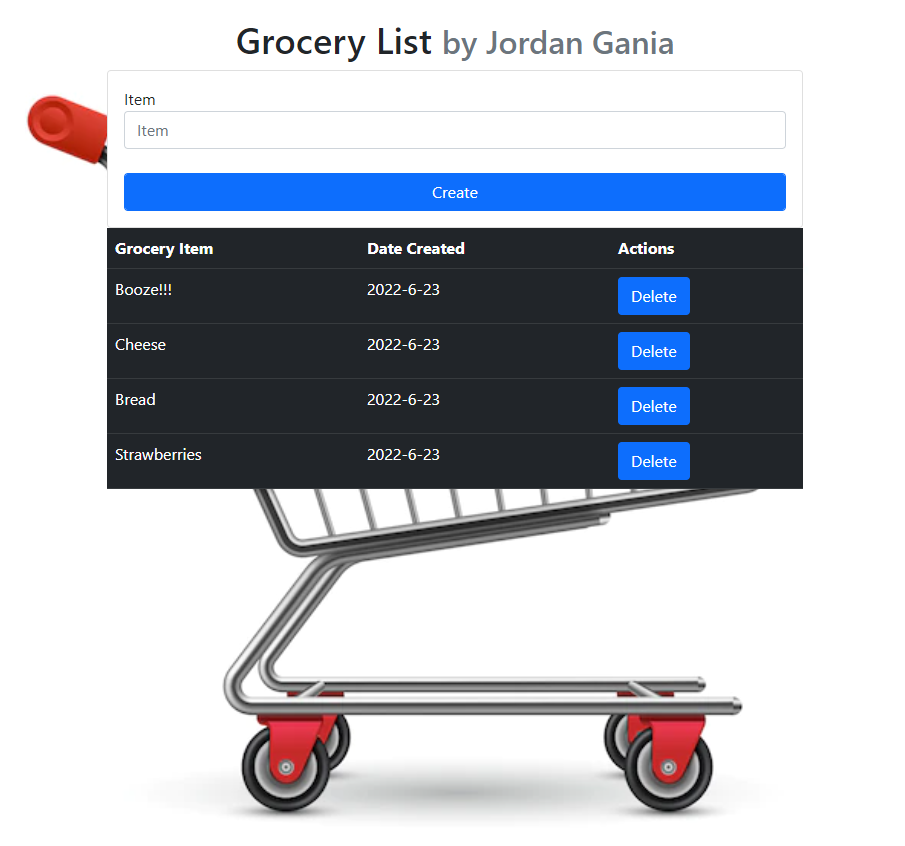 Grocery List by Jordan Gania
Item
Item
Create
Grocery Item Date Created Actions
Booze!!! 2022-6-23 Delete
Cheese 2022-6-23 Delete
Bread 2022-6-23 Delete
Strawberries 2022-6-23 Delete